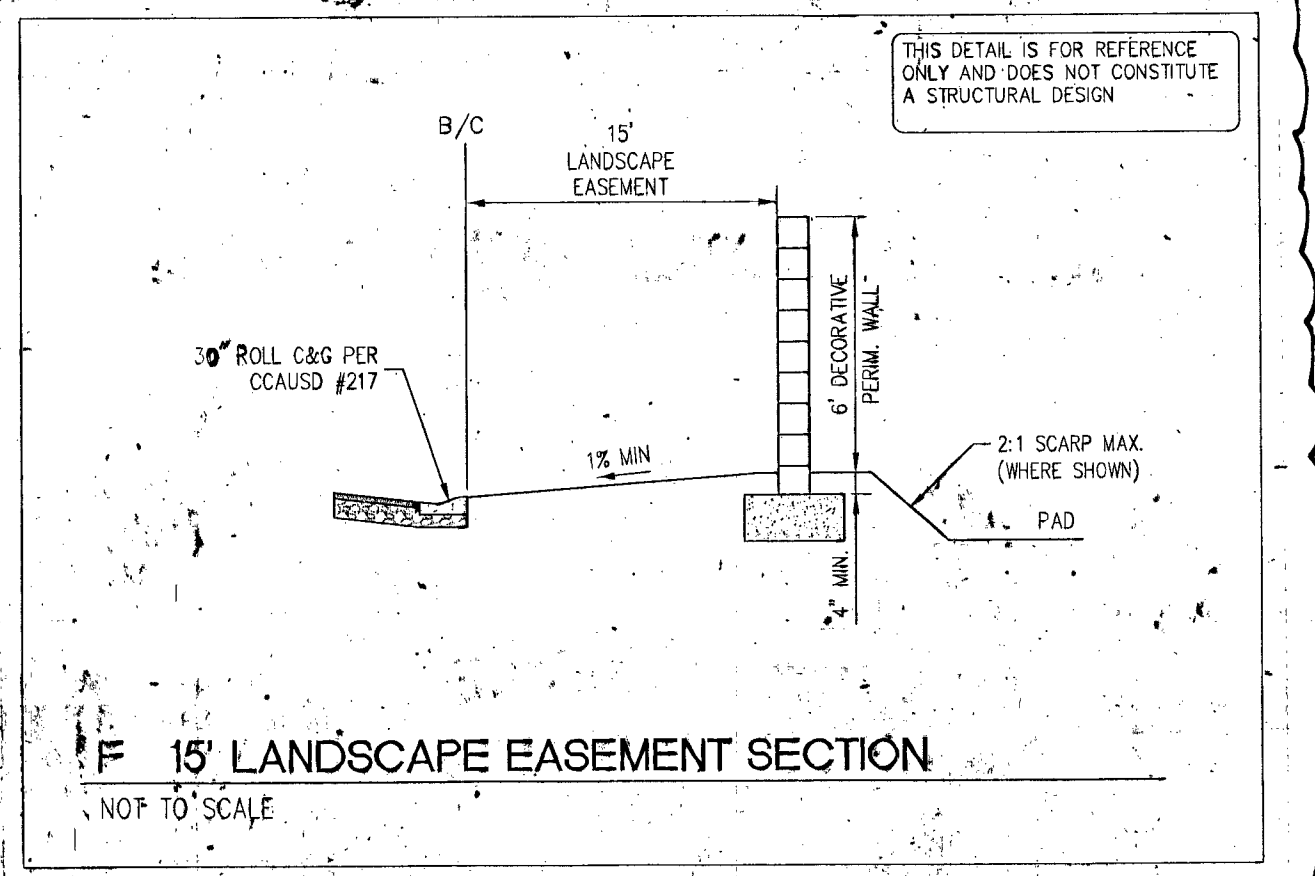 THIS DETAIL IS FOR REFERENCE
ONLY AND DOES NOT CONSTITUTE
A STRUCTURAL DESIGN
B/C
15'
LANDSCAPE
EASEMENT
30" ROLL C&G PER
CCAUSD #217
1% MIN
6' DECORATIVE
PERIM. WALL
2:1 SCARP MAX.
(WHERE SHOWN)
PAD
4" MIN.
F 15' LANDSCAPE EASEMENT SECTION
NOT TO SCALE